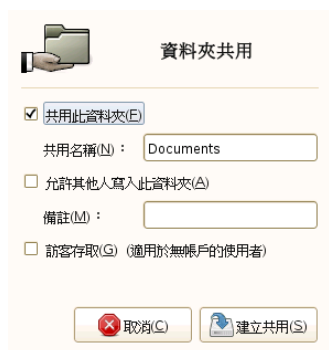 資料夾共用
共用此資料夾(F)
共用名稱(N)： Documents
允許其他人寫入此資料夾(A)
備註(M)：
訪客存取(G) (適用於無帳戶的使用者)
取消(C) 建立共用(S)